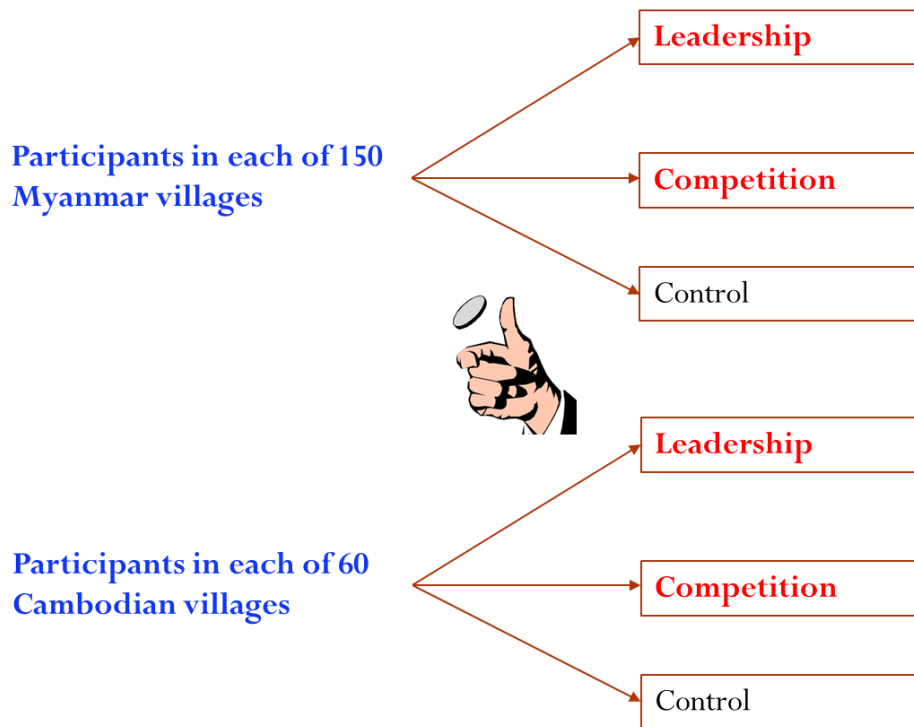 Leadership
Participants in each of 150
Myanmar villages
Competition
Control
Leadership
Participants in each of 60
Cambodian villages
Competition
Control